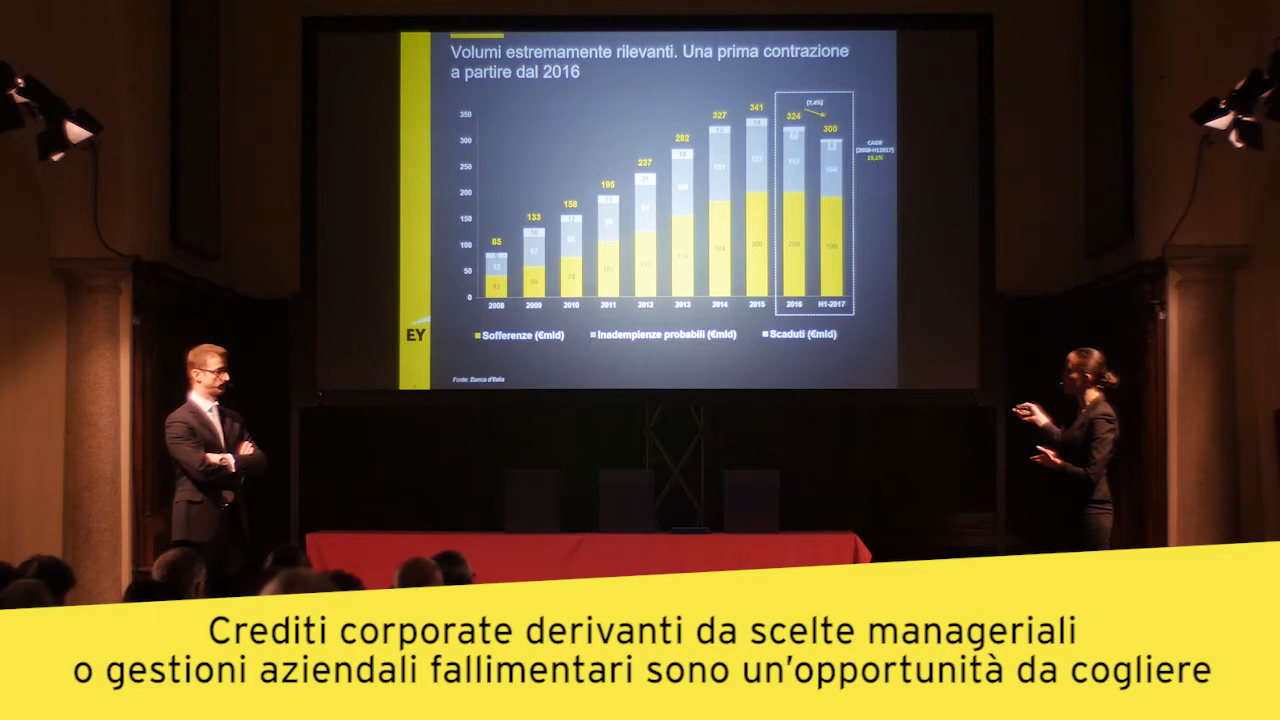 Volumi estremamente rilevanti. Una prima contrazione
a partire dal 2016
350
300
250
200
150
100
50
0
85
133
158
195
237
282
327
341
324
300
(7,4%)
CAGR
(2008-H12017)
15,1%
42
200
2008
2009
2010
2011
2012
2013
2014
2015
2016
H1-2017
EY
Sofferenze (€mld)
Inadempienze probabili (€mld)
Scaduti (€mld)
Fonte: Banca d'Italia
Crediti corporate derivanti da scelte manageriali
o gestioni aziendali fallimentari sono un'opportunità da cogliere